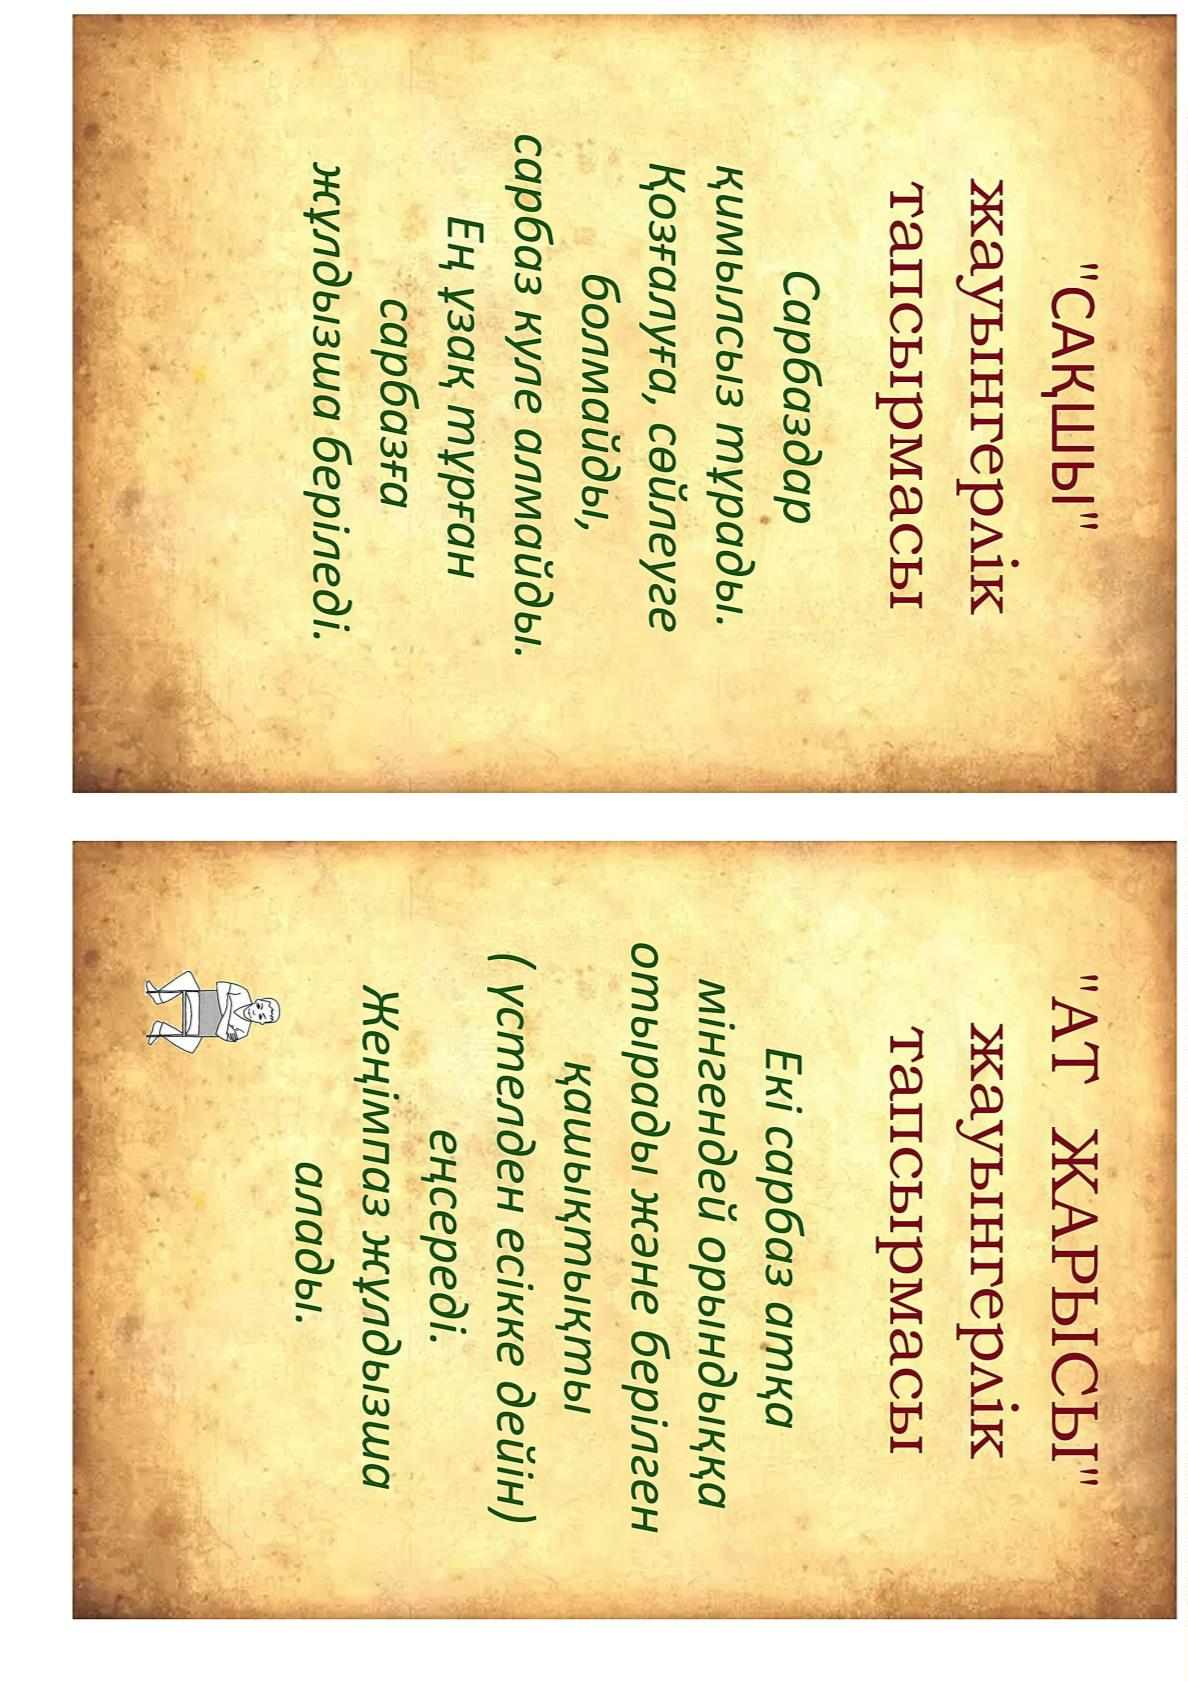 "САҚШЫ"
жауынгерлік
тапсырмасы
Сарбаздар
қимылсыз тұрады.
Қозғалуға, сөйлеуге
болмайды,
сарбаз күле алмайды.
Ең ұзақ тұрған
сарбазға
жұлдызша беріледі.
"АТ ЖАРЫСЫ"
жауынгерлік
тапсырмасы
Екі сарбаз атқа
мінгендей орындыққа
отырады және берілген
қашықтықты
( үстелден есікке дейін)
еңсереді.
Жеңімпаз жұлдызша
алады.